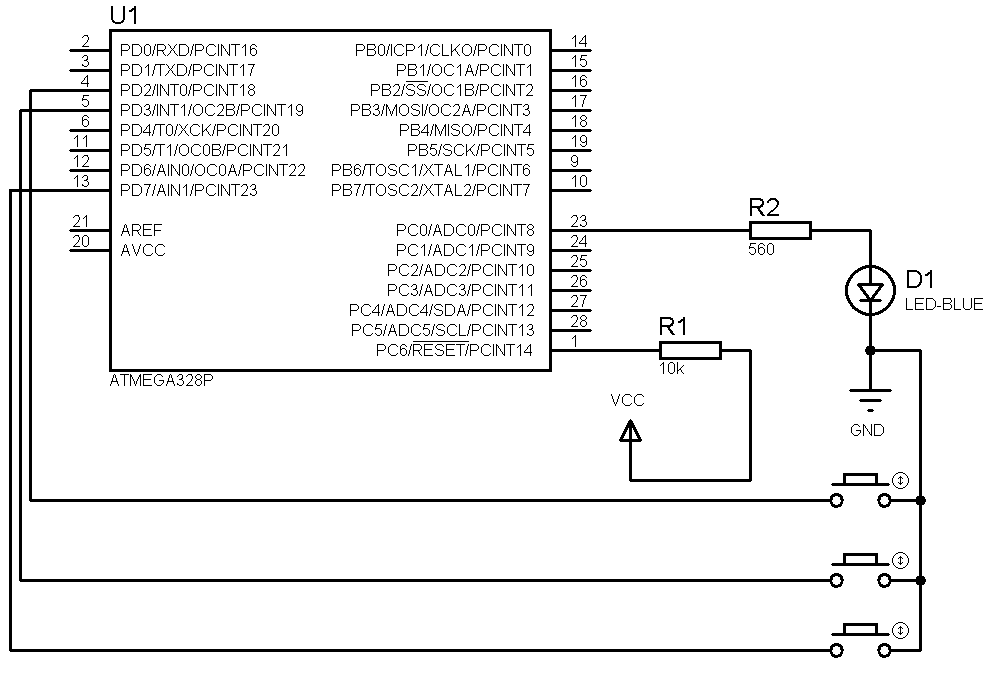 U1
2 PD0/RXD/PCINT16
3 PD1/TXD/PCINT17
4 PD2/INT0/PCINT18
5 PD3/INT1/OC2B/PCINT19
6 PD4/T0/XCK/PCINT20
11 PD5/T1/OC0B/PCINT21
12 PD6/AIN0/OC0A/PCINT22
13 PD7/AIN1/PCINT23
21 AREF
20 AVCC
PB0/ICP1/CLKO/PCINT0 14
PB1/OC1A/PCINT1 15
PB2/SS/OC1B/PCINT2 16
PB3/MOSI/OC2A/PCINT3 17
PB4/MISO/PCINT4 18
PB5/SCK/PCINT5 19
PB6/TOSC1/XTAL1/PCINT6 9
PB7/TOSC2/XTAL2/PCINT7 10
PC0/ADC0/PCINT8 23
PC1/ADC1/PCINT9 24
PC2/ADC2/PCINT10 25
PC3/ADC3/PCINT11 26
PC4/ADC4/SDA/PCINT12 27
PC5/ADC5/SCL/PCINT13 28
PC6/RESET/PCINT14 1
ATMEGA328P
R2
560
D1
LED-BLUE
R1
10k
VCC
GND